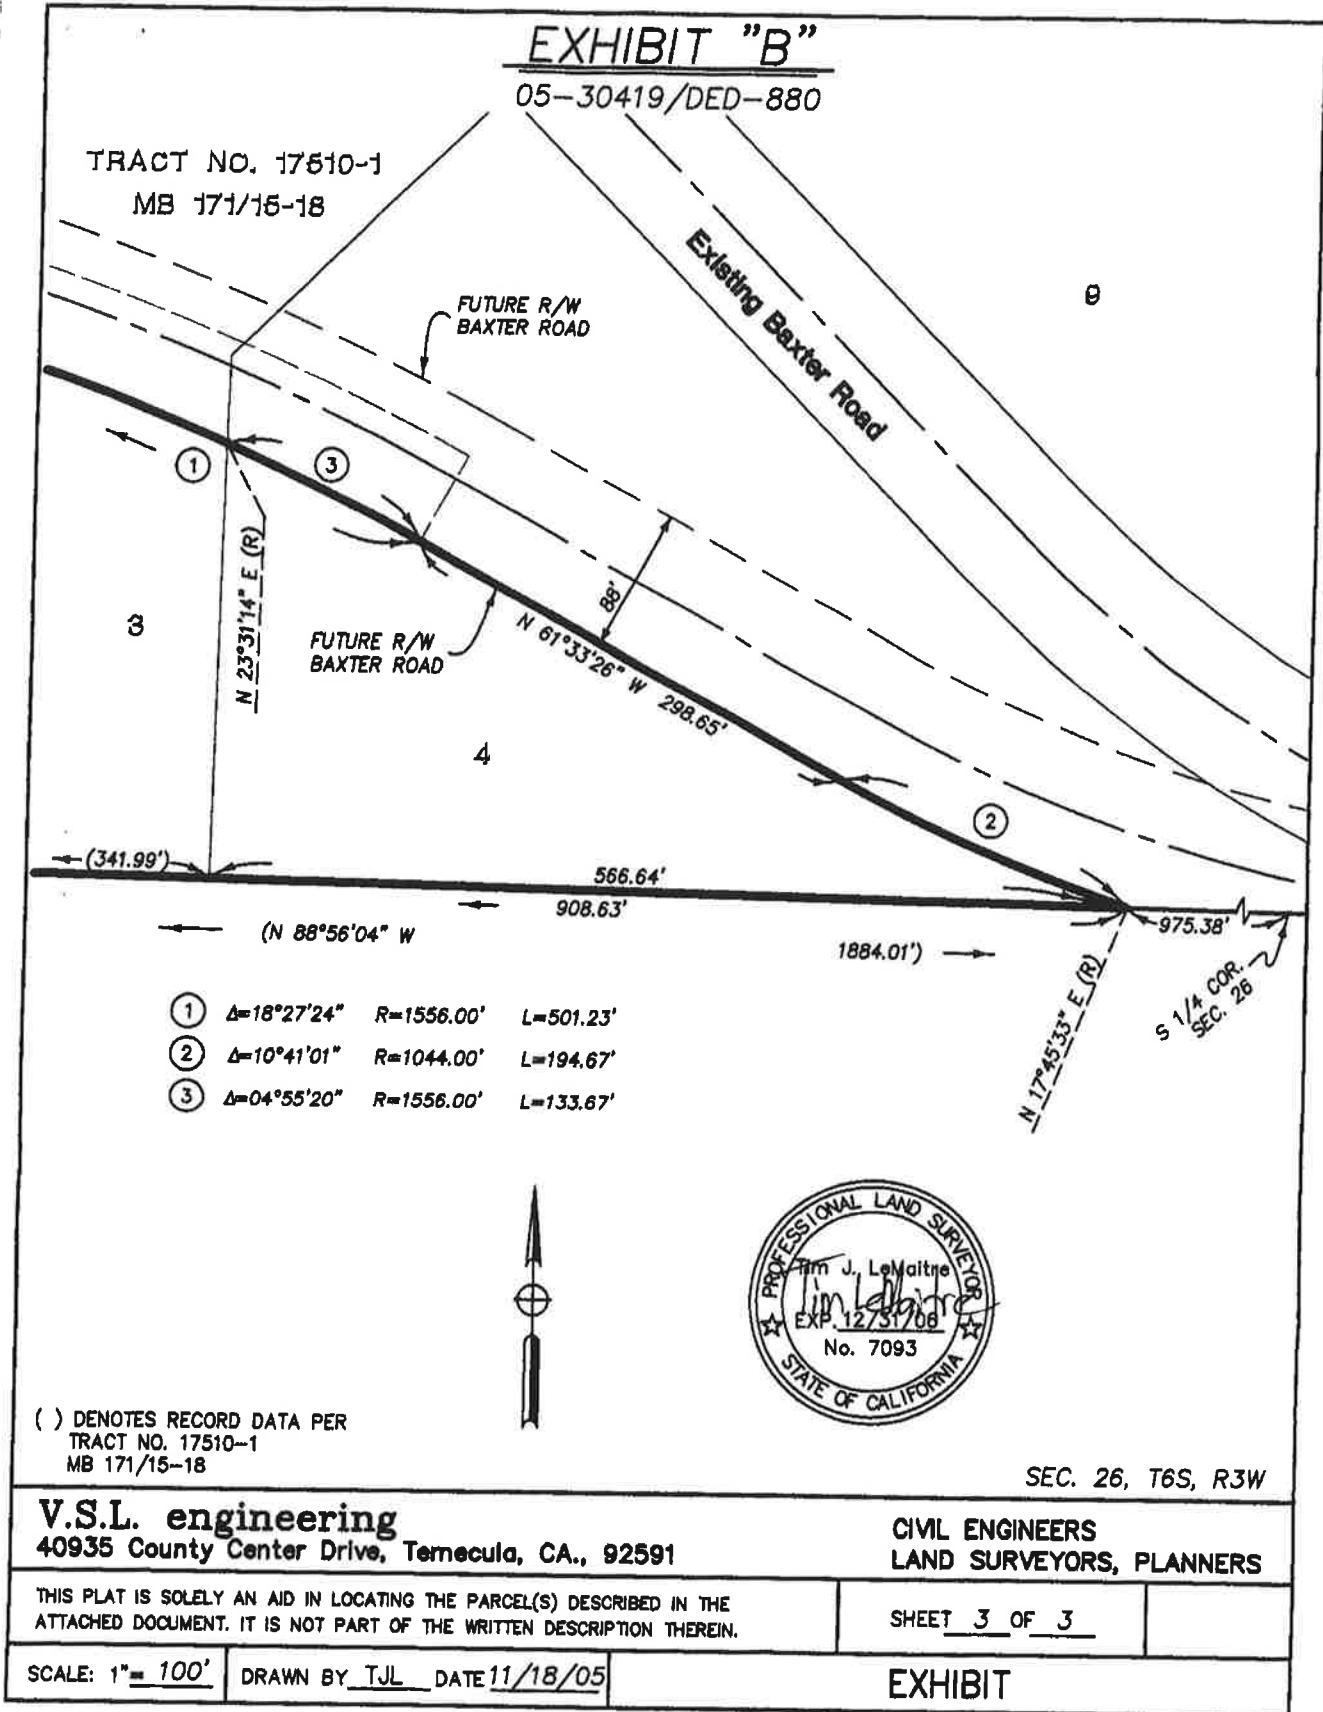 EXHIBIT "B"
05-30419/DED-880
TRACT NO. 17510-1
MB 171/15-18
FUTURE R/W
BAXTER ROAD
Existing Baxter Road
9
1
3
3
N 23°31'14" E (R)
FUTURE R/W
BAXTER ROAD
88'
N 61°33'26" W 298.65'
4
2
(341.99')
566.64'
908.63'
975.38'
(N 88°56'04" W
1884.01')
N 17°45'33" E (R)
S 1/4 COR.
SEC. 26
1 Δ=18°27'24" R=1556.00' L=501.23'
2 Δ=10°41'01" R=1044.00' L=194.67'
3 Δ=04°55'20" R=1556.00' L=133.67'
PROFESSIONAL LAND SURVEYOR
Tim J. LeMaitre
Tim LeMaitre
EXP. 12/31/06
No. 7093
STATE OF CALIFORNIA
( ) DENOTES RECORD DATA PER
TRACT NO. 17510-1
MB 171/15-18
SEC. 26, T6S, R3W
V.S.L. engineering
40935 County Center Drive, Temecula, CA., 92591
CIVIL ENGINEERS
LAND SURVEYORS, PLANNERS
THIS PLAT IS SOLELY AN AID IN LOCATING THE PARCEL(S) DESCRIBED IN THE
ATTACHED DOCUMENT. IT IS NOT PART OF THE WRITTEN DESCRIPTION THEREIN.
SHEET 3 OF 3
SCALE: 1"= 100'
DRAWN BY TJL DATE 11/18/05
EXHIBIT